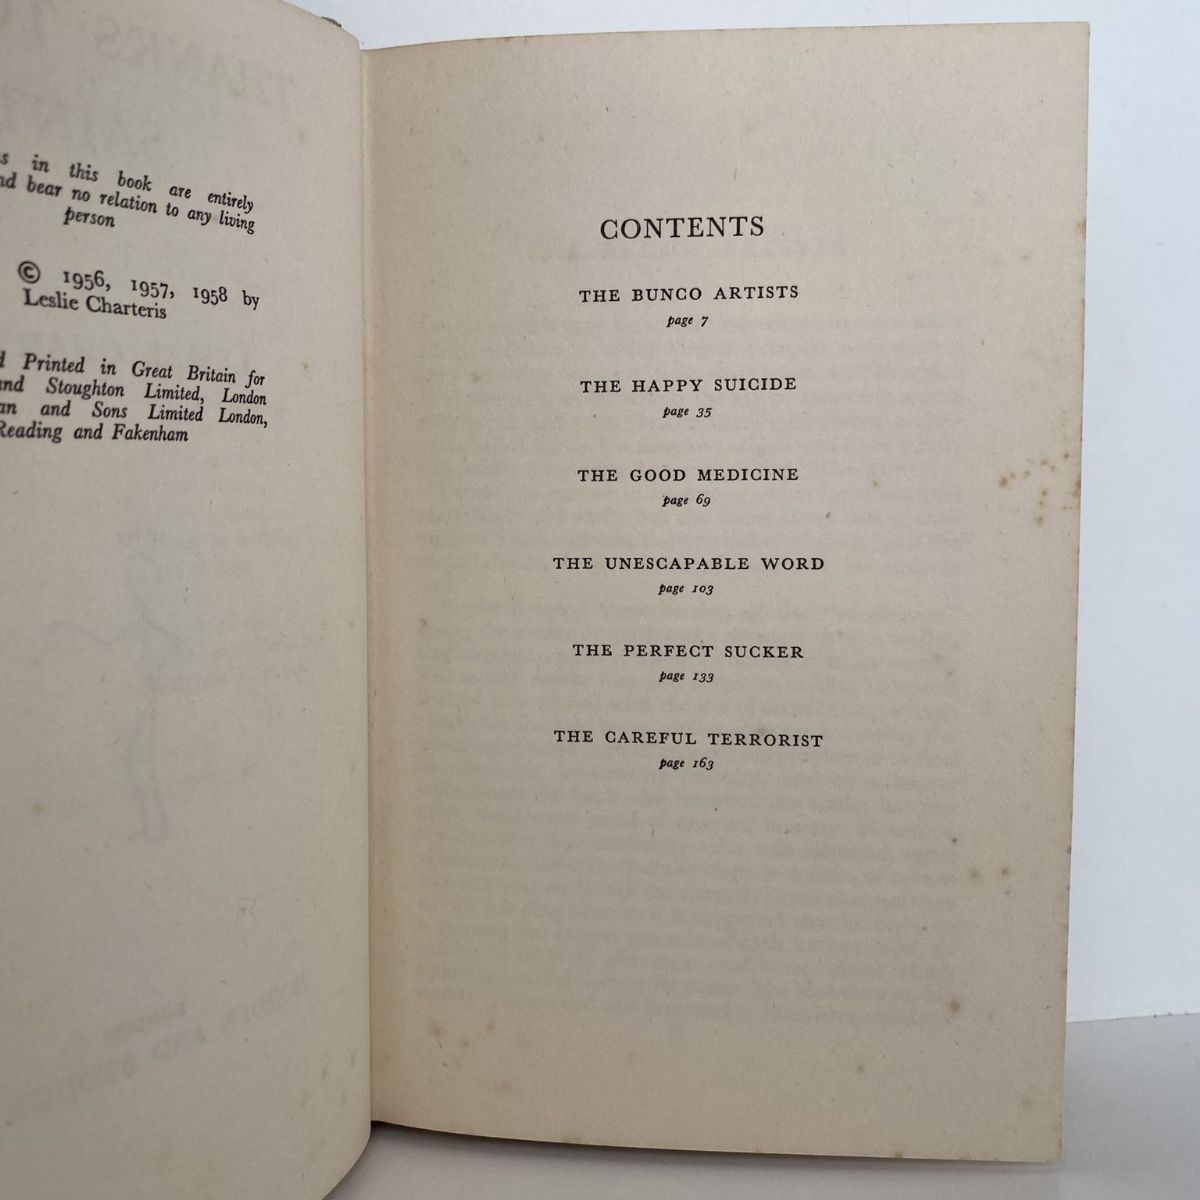 s in this book are entirely
nd bear no relation to any living
person
© 1956, 1957, 1958 by
Leslie Charteris
d Printed in Great Britain for
and Stoughton Limited, London
an and Sons Limited London,
Reading and Fakenham
CONTENTS
THE BUNCO ARTISTS
page 7
THE HAPPY SUICIDE
page 35
THE GOOD MEDICINE
page 69
THE UNESCAPABLE WORD
page 103
THE PERFECT SUCKER
page 133
THE CAREFUL TERRORIST
page 163